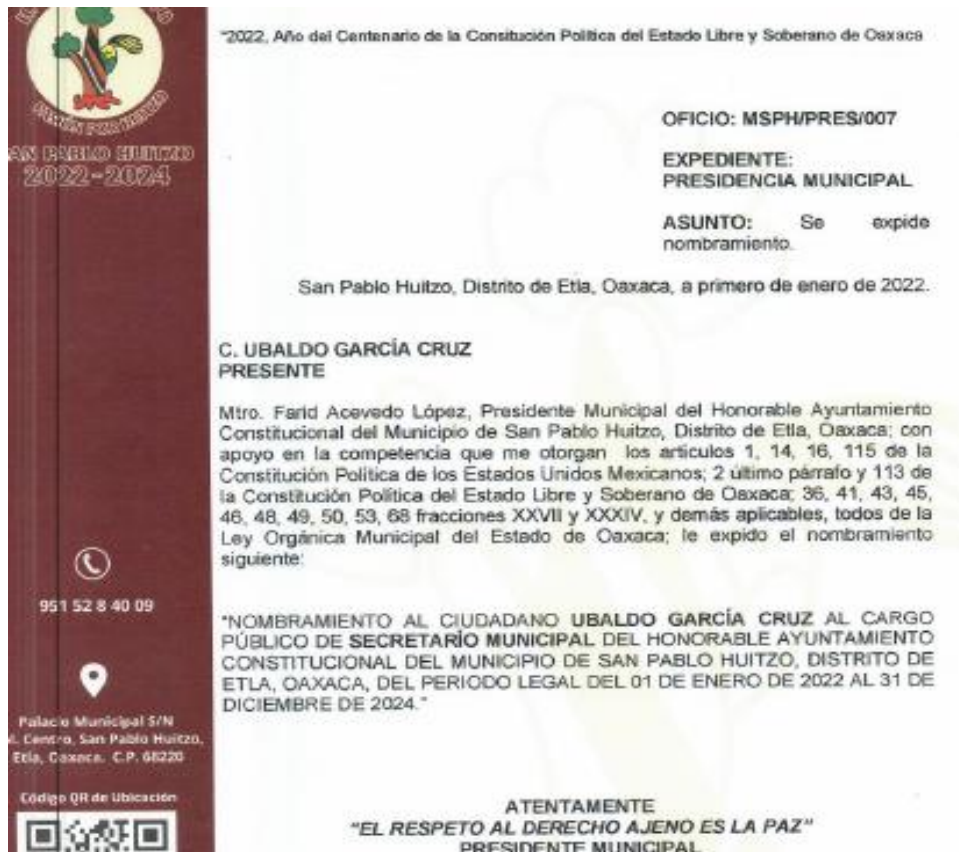 "2022, Año del Centenario de la Consitución Política del Estado Libre y Soberano de Oaxaca
SAN PABLO HUITZO
2022-2024
OFICIO: MSPH/PRES/007
EXPEDIENTE:
PRESIDENCIA MUNICIPAL
ASUNTO: Se expide
nombramiento.
San Pablo Huitzo, Distrito de Etla, Oaxaca, a primero de enero de 2022.
C. UBALDO GARCÍA CRUZ
PRESENTE
Mtro. Farid Acevedo López, Presidente Municipal del Honorable Ayuntamiento
Constitucional del Municipio de San Pablo Huitzo, Distrito de Etla, Oaxaca; con
apoyo en la competencia que me otorgan los artículos 1, 14, 16, 115 de la
Constitución Política de los Estados Unidos Mexicanos; 2 último párrafo y 113 de
la Constitución Política del Estado Libre y Soberano de Oaxaca; 36, 41, 43, 45,
46, 48, 49, 50, 53, 68 fracciones XXVII y XXXIV, y demás aplicables, todos de la
Ley Orgánica Municipal del Estado de Oaxaca; le expido el nombramiento
siguiente:
"NOMBRAMIENTO AL CIUDADANO UBALDO GARCÍA CRUZ AL CARGO
PÚBLICO DE SECRETARÍO MUNICIPAL DEL HONORABLE AYUNTAMIENTO
CONSTITUCIONAL DEL MUNICIPIO DE SAN PABLO HUITZO, DISTRITO DE
ETLA, OAXACA, DEL PERIODO LEGAL DEL 01 DE ENERO DE 2022 AL 31 DE
DICIEMBRE DE 2024."
951 52 8 40 09
Palacio Municipal S/N
Centro, San Pablo Huitzo,
Etla, Oaxaca. C.P. 68220
Código QR de Ubicación
ATENTAMENTE
"EL RESPETO AL DERECHO AJENO ES LA PAZ"
PRESIDENTE MUNICIPAL